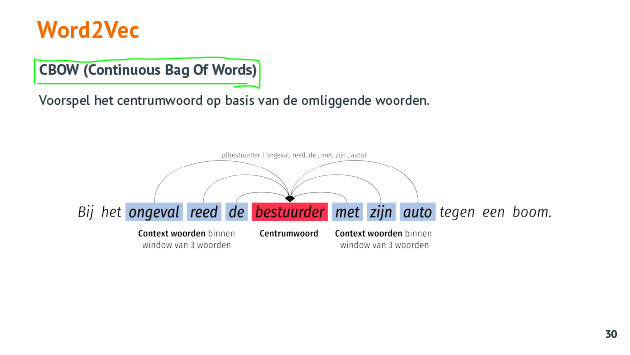 Word2Vec
CBOW (Continuous Bag Of Words)
Voorspel het centrumwoord op basis van de omliggende woorden.
p(bestuurder | ongeval, reed, de , met, zijn , auto)
Bij het ongeval reed de bestuurder met zijn auto tegen een boom.
Context woorden binnen Centrumwoord Context woorden binnen
window van 3 woorden window van 3 woorden
30